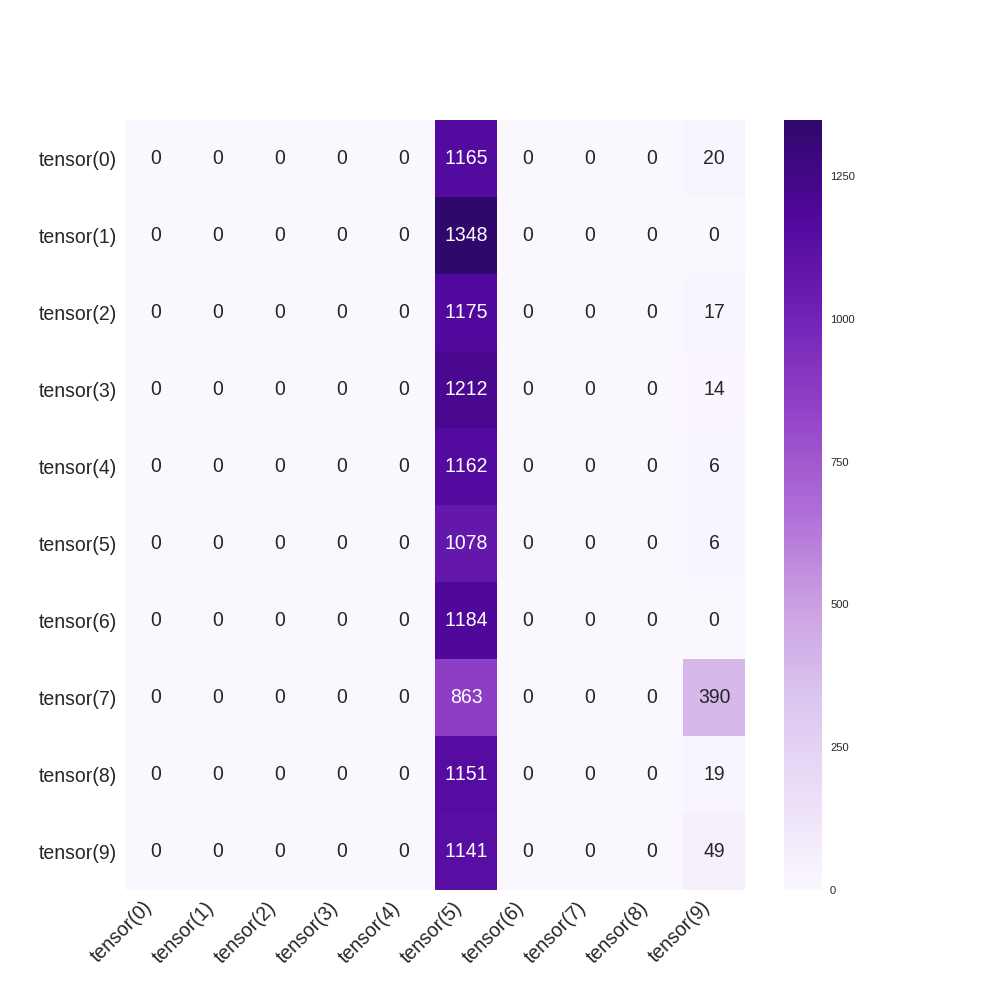 tensor(0) 0 0 0 0 0 1165 0 0 0 20
tensor(1) 0 0 0 0 0 1348 0 0 0 0
tensor(2) 0 0 0 0 0 1175 0 0 0 17
tensor(3) 0 0 0 0 0 1212 0 0 0 14
tensor(4) 0 0 0 0 0 1162 0 0 0 6
tensor(5) 0 0 0 0 0 1078 0 0 0 6
tensor(6) 0 0 0 0 0 1184 0 0 0 0
tensor(7) 0 0 0 0 0 863 0 0 0 390
tensor(8) 0 0 0 0 0 1151 0 0 0 19
tensor(9) 0 0 0 0 0 1141 0 0 0 49
tensor(0) tensor(1) tensor(2) tensor(3) tensor(4) tensor(5) tensor(6) tensor(7) tensor(8) tensor(9)
1250
1000
750
500
250
0